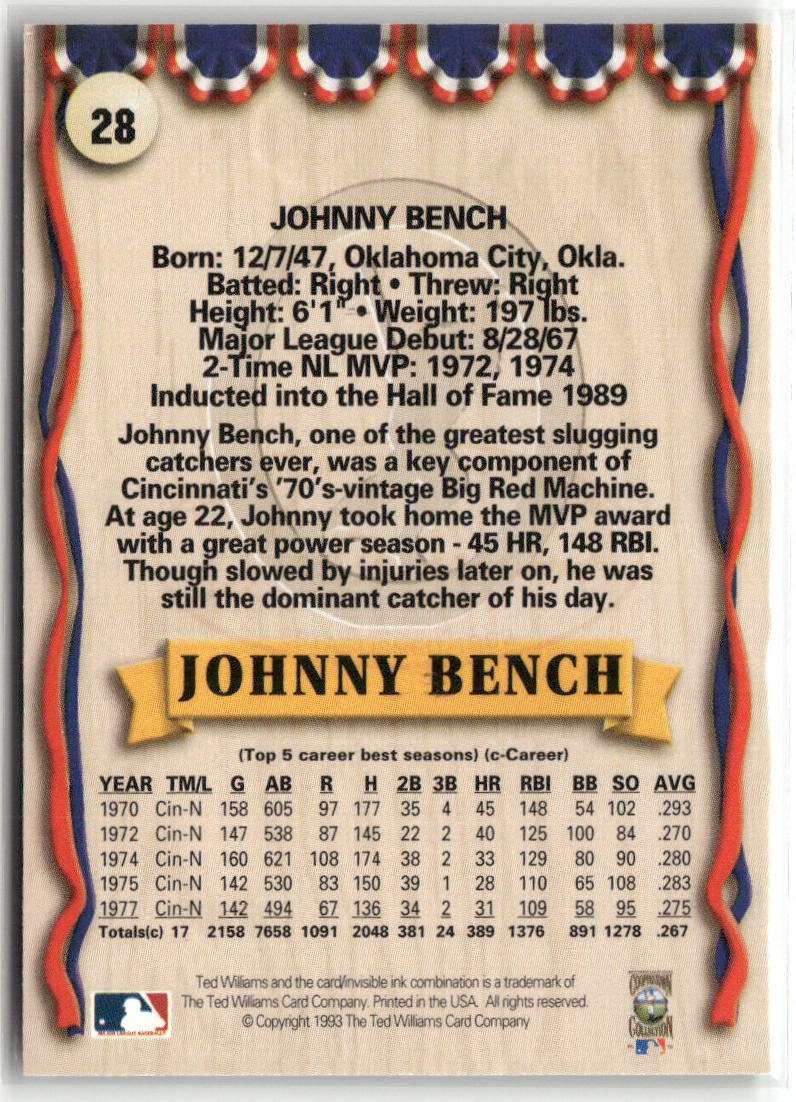 28
JOHNNY BENCH
Born: 12/7/47, Oklahoma City, Okla.
Batted: Right • Threw: Right
Height: 6'1" • Weight: 197 lbs.
Major League Debut: 8/28/67
2-Time NL MVP: 1972, 1974
Inducted into the Hall of Fame 1989
Johnny Bench, one of the greatest slugging
catchers ever, was a key component of
Cincinnati's '70's-vintage Big Red Machine.
At age 22, Johnny took home the MVP award
with a great power season - 45 HR, 148 RBI.
Though slowed by injuries later on, he was
still the dominant catcher of his day.
JOHNNY BENCH
(Top 5 career best seasons) (c-Career)
YEAR TM/L G AB R H 2B 3B HR RBI BB SO AVG
1970 Cin-N 158 605 97 177 35 4 45 148 54 102 .293
1972 Cin-N 147 538 87 145 22 2 40 125 100 84 .270
1974 Cin-N 160 621 108 174 38 2 33 129 80 90 .280
1975 Cin-N 142 530 83 150 39 1 28 110 65 108 .283
1977 Cin-N 142 494 67 136 34 2 31 109 58 95 .275
Totals(c) 17 2158 7658 1091 2048 381 24 389 1376 891 1278 .267
Ted Williams and the card/invisible ink combination is a trademark of
The Ted Williams Card Company. Printed in the USA. All rights reserved.
© Copyright 1993 The Ted Williams Card Company
MAJOR LEAGUE BASEBALL
COOPERSTOWN
COLLECTION